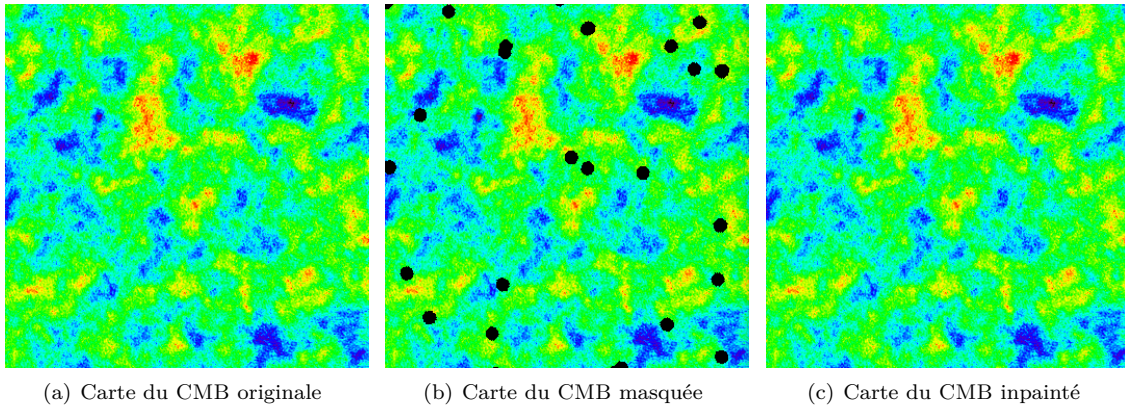 (a) Carte du CMB originale
(b) Carte du CMB masquée
(c) Carte du CMB inpainté